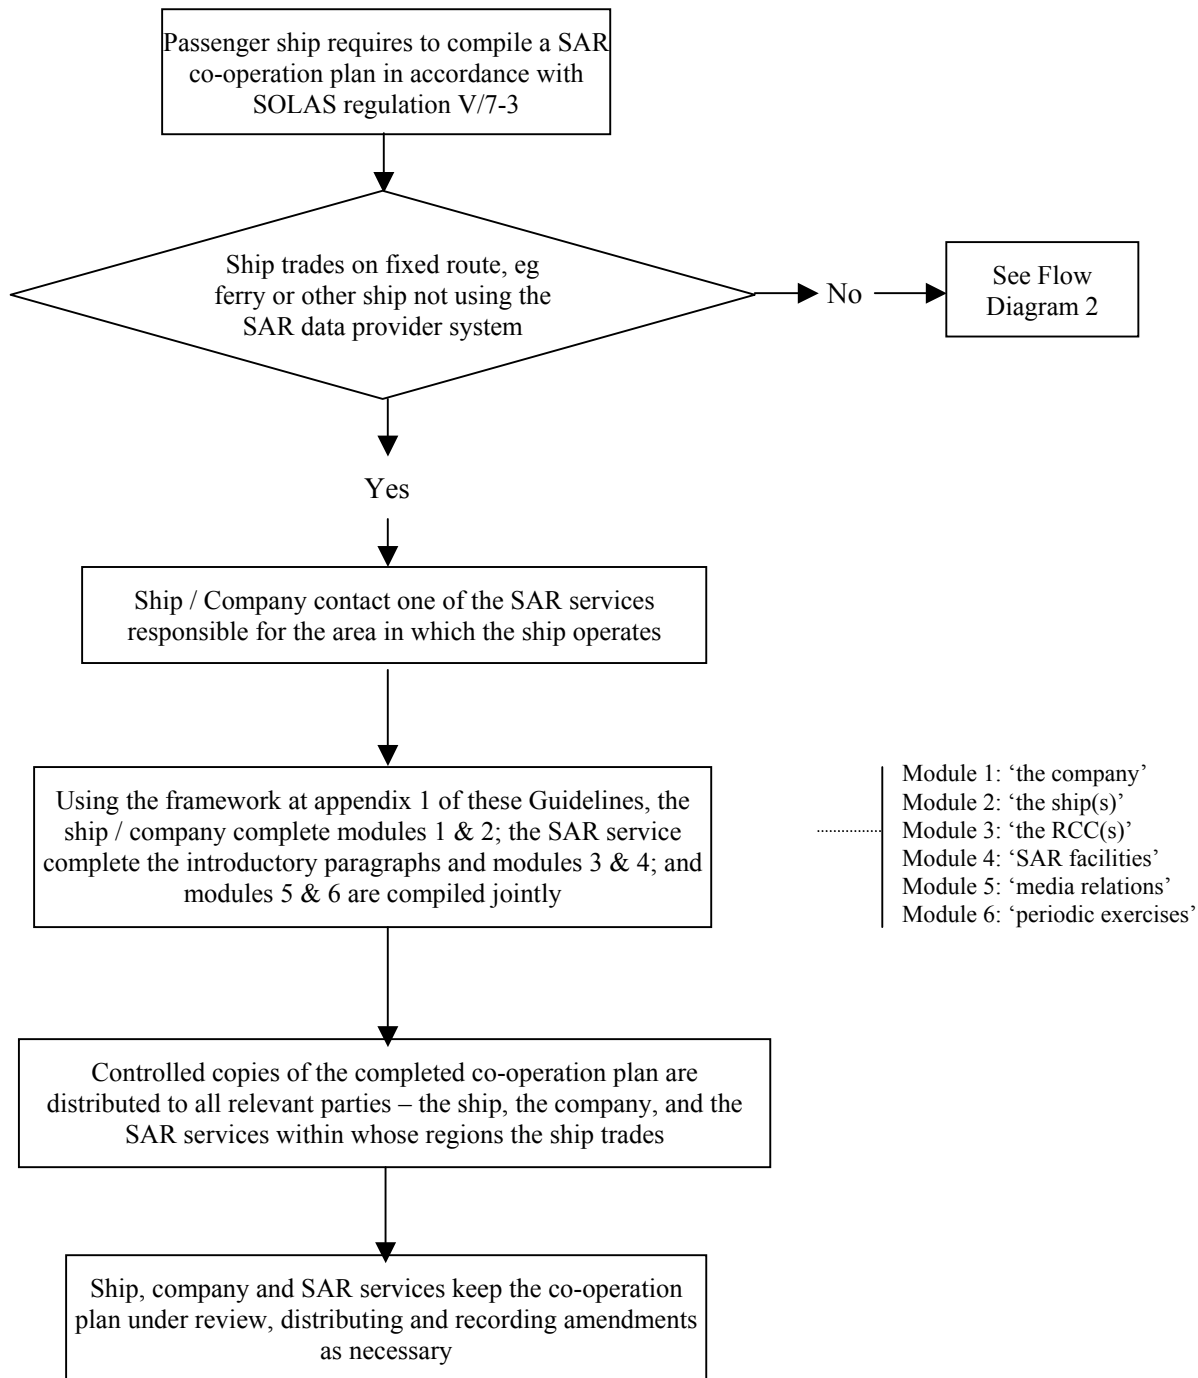 Passenger ship requires to compile a SAR
co-operation plan in accordance with
SOLAS regulation V/7-3
Ship trades on fixed route, eg
ferry or other ship not using the
SAR data provider system
No
See Flow
Diagram 2
Yes
Ship / Company contact one of the SAR services
responsible for the area in which the ship operates
Using the framework at appendix 1 of these Guidelines, the
ship / company complete modules 1 & 2; the SAR service
complete the introductory paragraphs and modules 3 & 4; and
modules 5 & 6 are compiled jointly
Module 1: ‘the company’
Module 2: ‘the ship(s)’
Module 3: ‘the RCC(s)’
Module 4: ‘SAR facilities’
Module 5: ‘media relations’
Module 6: ‘periodic exercises’
Controlled copies of the completed co-operation plan are
distributed to all relevant parties – the ship, the company, and the
SAR services within whose regions the ship trades
Ship, company and SAR services keep the co-operation
plan under review, distributing and recording amendments
as necessary